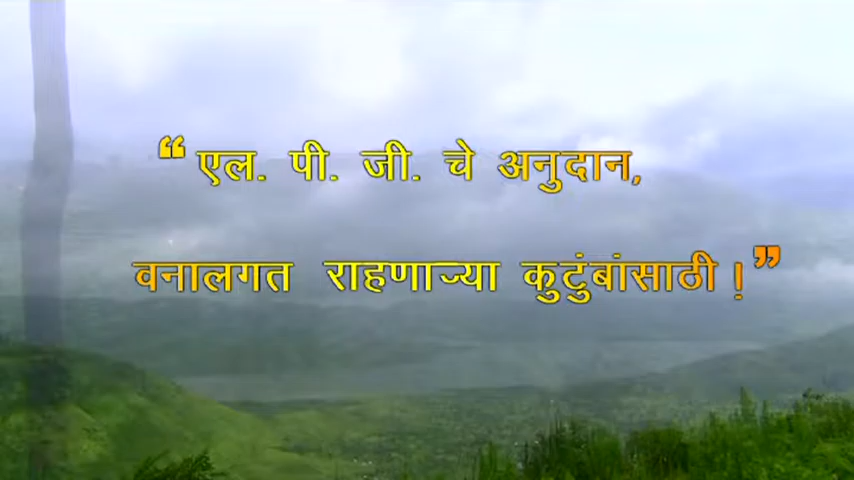 “ एल. पी. जी. चे अनुदान,
वनालगत राहणाऱ्या कुटुंबांसाठी ! ”